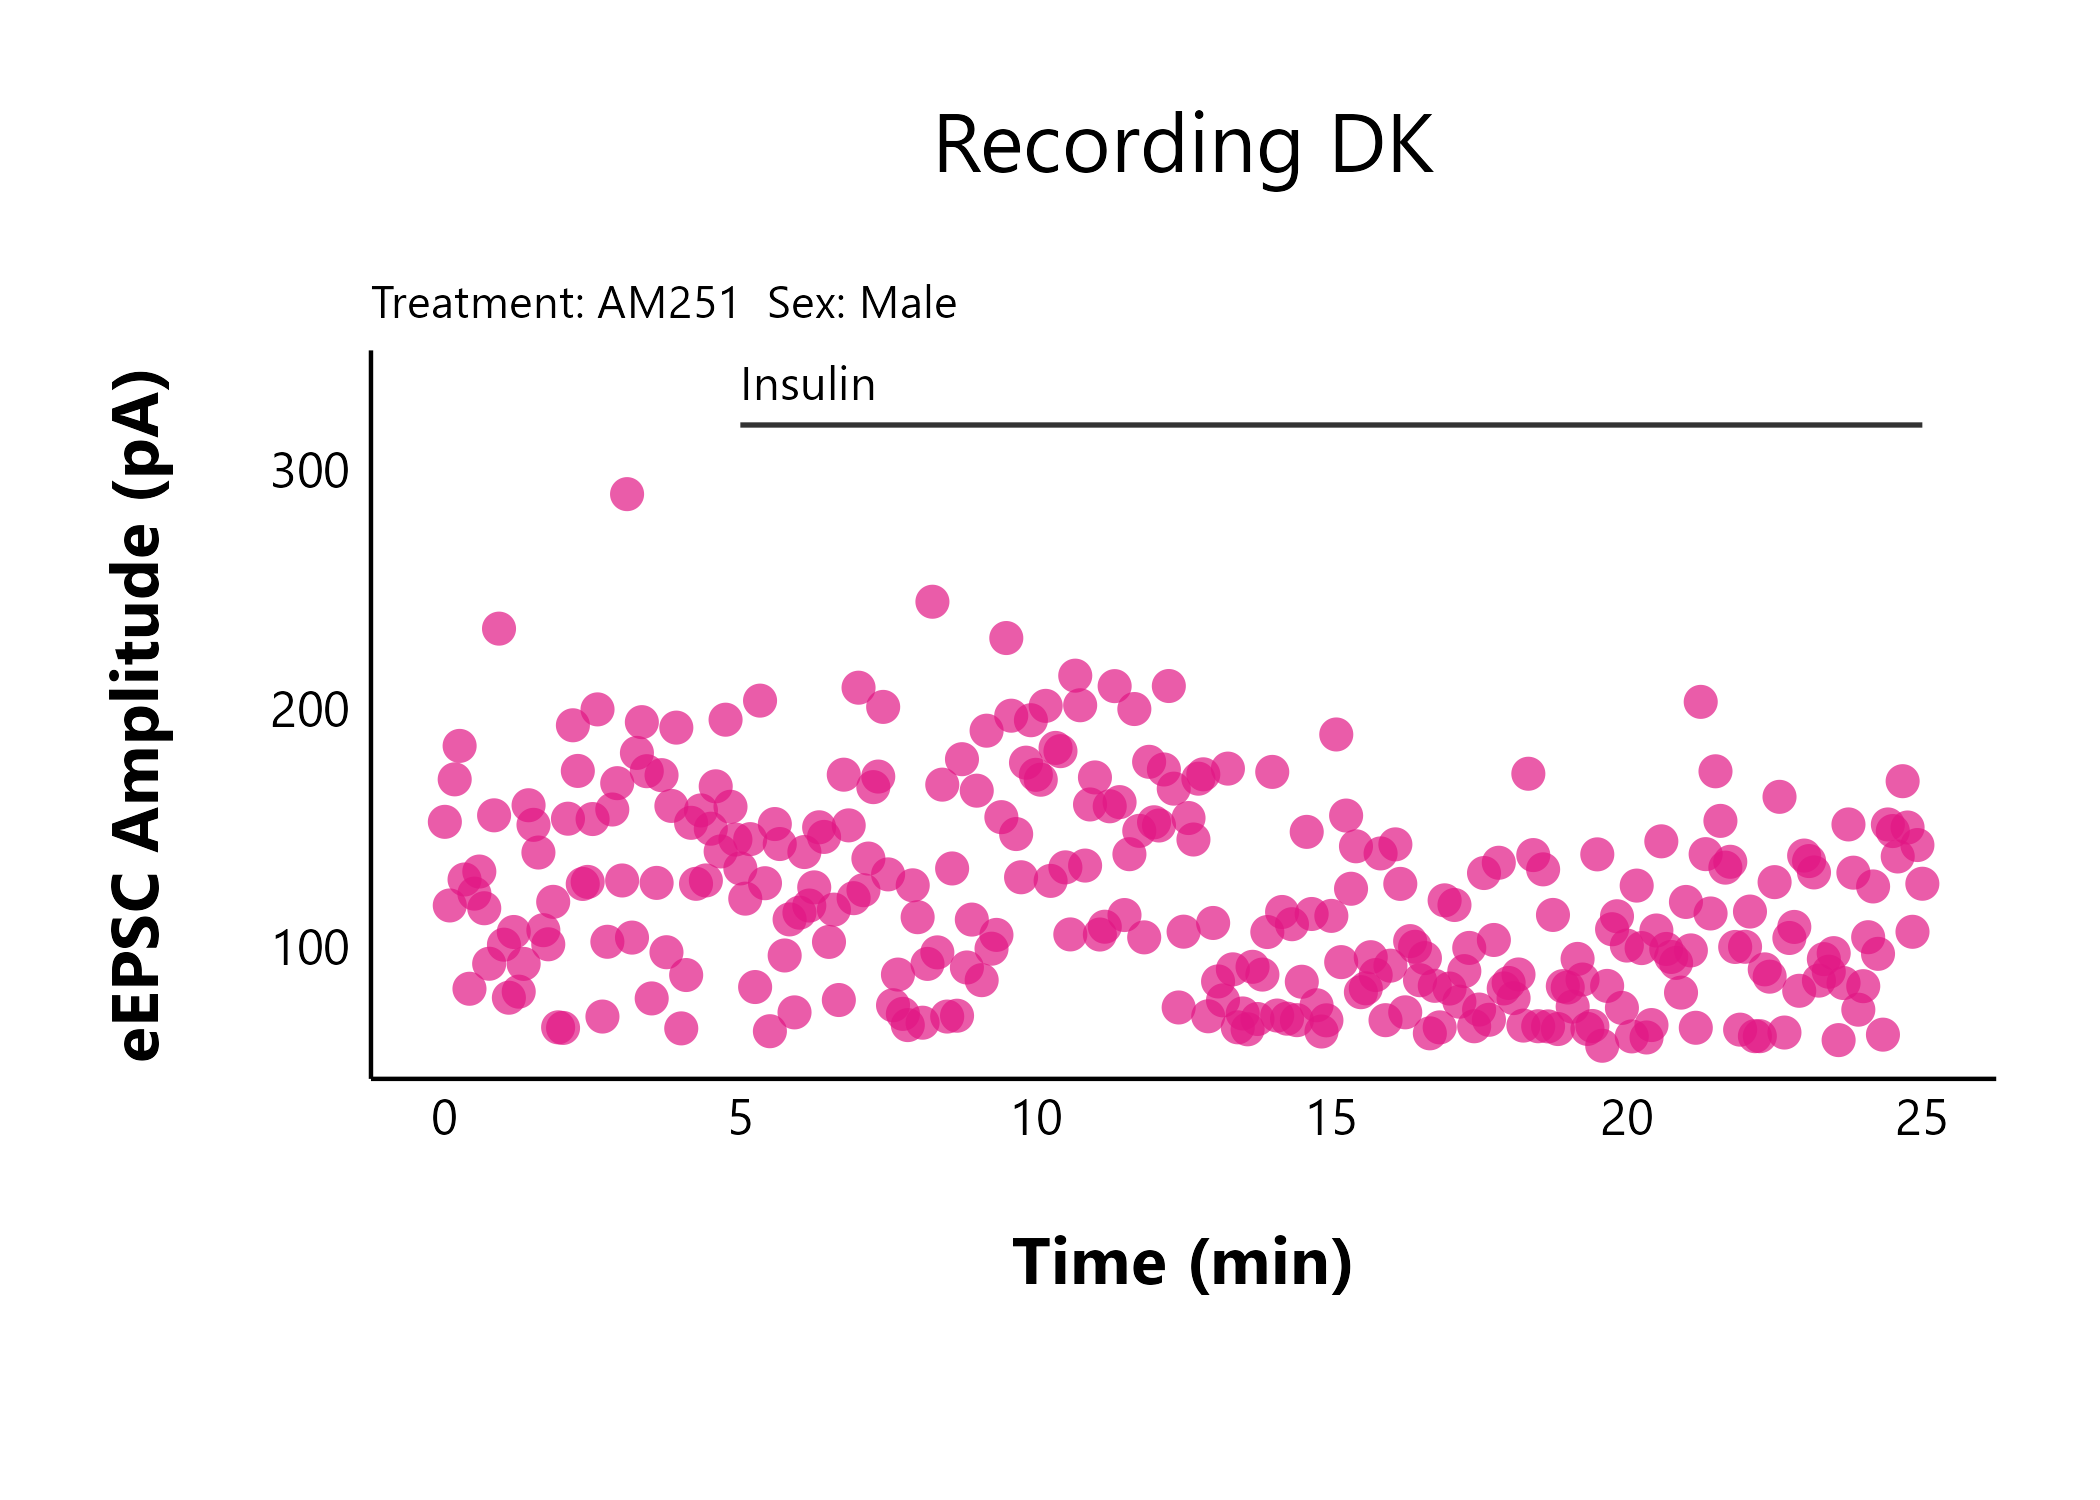 Recording DK
Treatment: AM251  Sex: Male
Insulin
eEPSC Amplitude (pA)
300
200
100
0 5 10 15 20 25
Time (min)